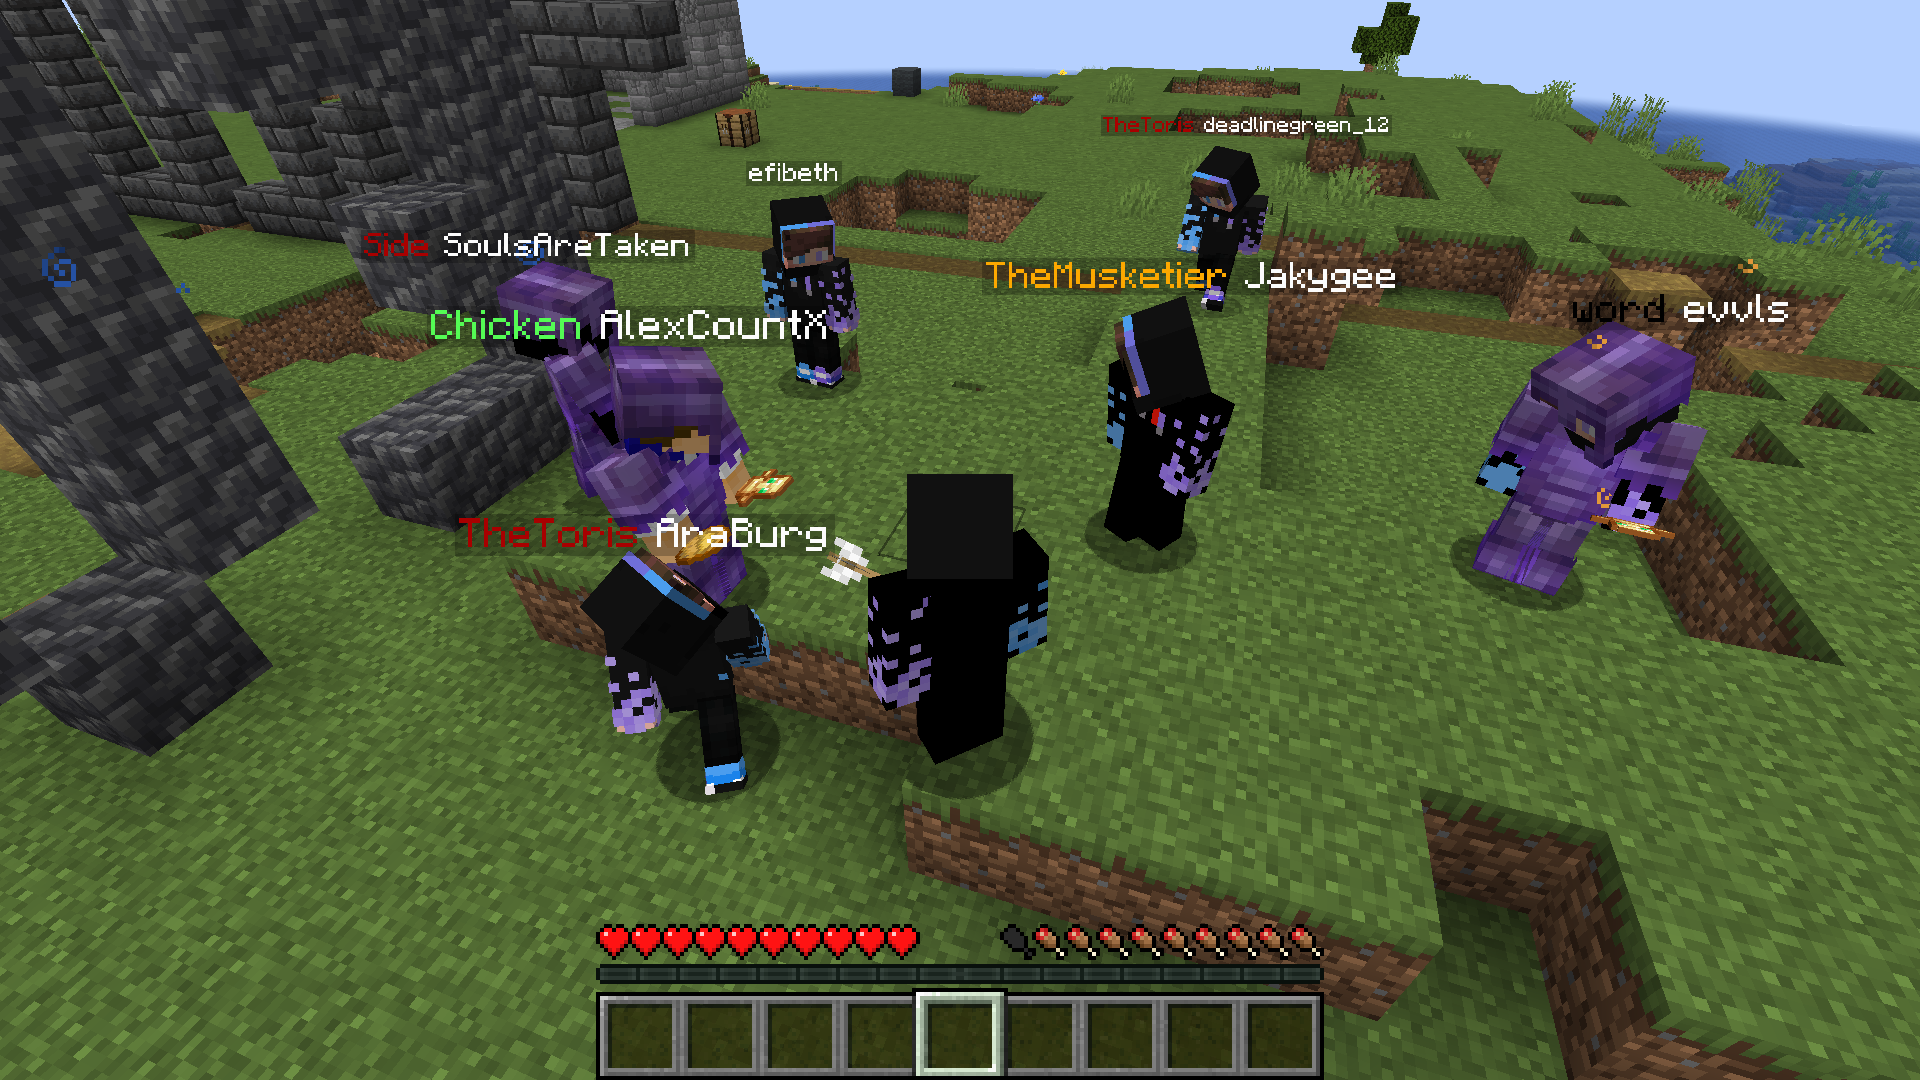 TheToris deadlinegreen_12
efibeth
Side SoulsAreTaken
TheMusketier Jakygee
word evvls
Chicken AlexCountX
TheToris AraBurg